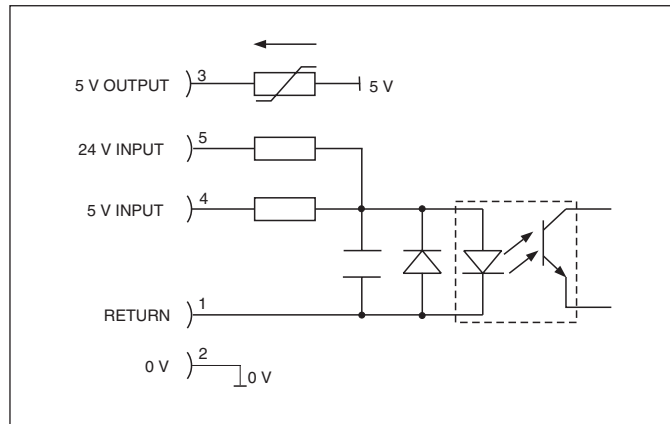 5 V OUTPUT 3 5 V
24 V INPUT 5
5 V INPUT 4
RETURN 1
0 V 2 0 V